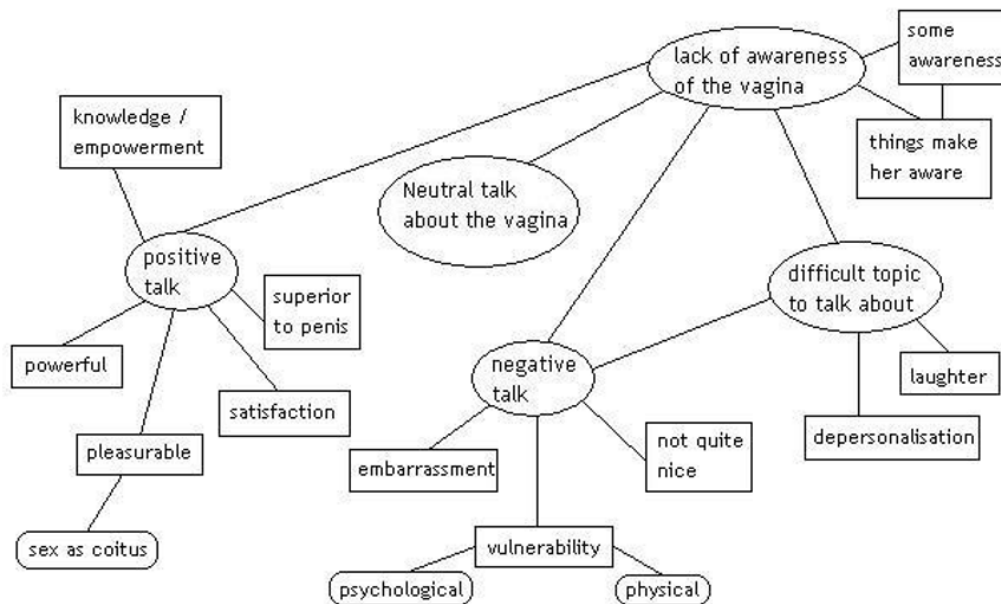 some
awareness
lack of awareness
of the vagina
knowledge /
empowerment
things make
her aware
Neutral talk
about the vagina
positive
talk
superior
to penis
difficult topic
to talk about
powerful
negative
talk
laughter
satisfaction
pleasurable
embarrassment
not quite
nice
depersonalisation
sex as coitus
vulnerability
psychological
physical